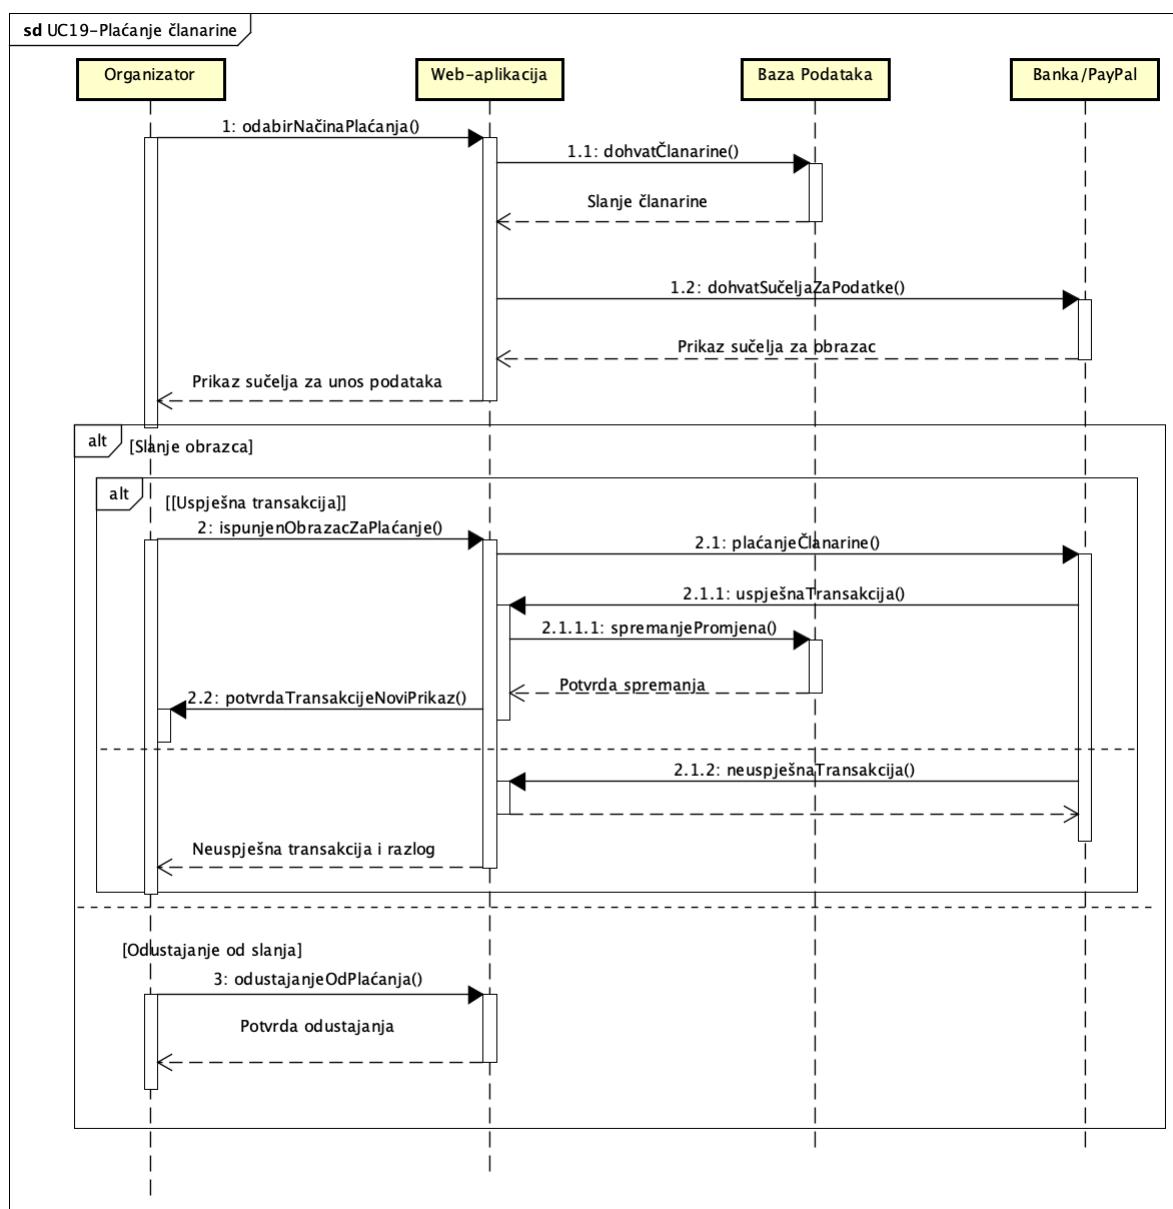 sd UC19-Plaćanje članarine
Organizator
Web-aplikacija
Baza Podataka
Banka/PayPal
1: odabirNačinaPlaćanja()
1.1: dohvatČlanarine()
Slanje članarine
1.2: dohvatSučeljaZaPodatke()
Prikaz sučelja za obrazac
Prikaz sučelja za unos podataka
alt
[Slanje obrazca]
alt
[[Uspješna transakcija]]
2: ispunjenObrazacZaPlaćanje()
2.1: plaćanjeČlanarine()
2.1.1: uspješnaTransakcija()
2.1.1.1: spremanjePromjena()
Potvrda spremanja
2.2: potvrdaTransakcijeNoviPrikaz()
2.1.2: neuspješnaTransakcija()
Neuspješna transakcija i razlog
[Odustajanje od slanja]
3: odustajanjeOdPlaćanja()
Potvrda odustajanja